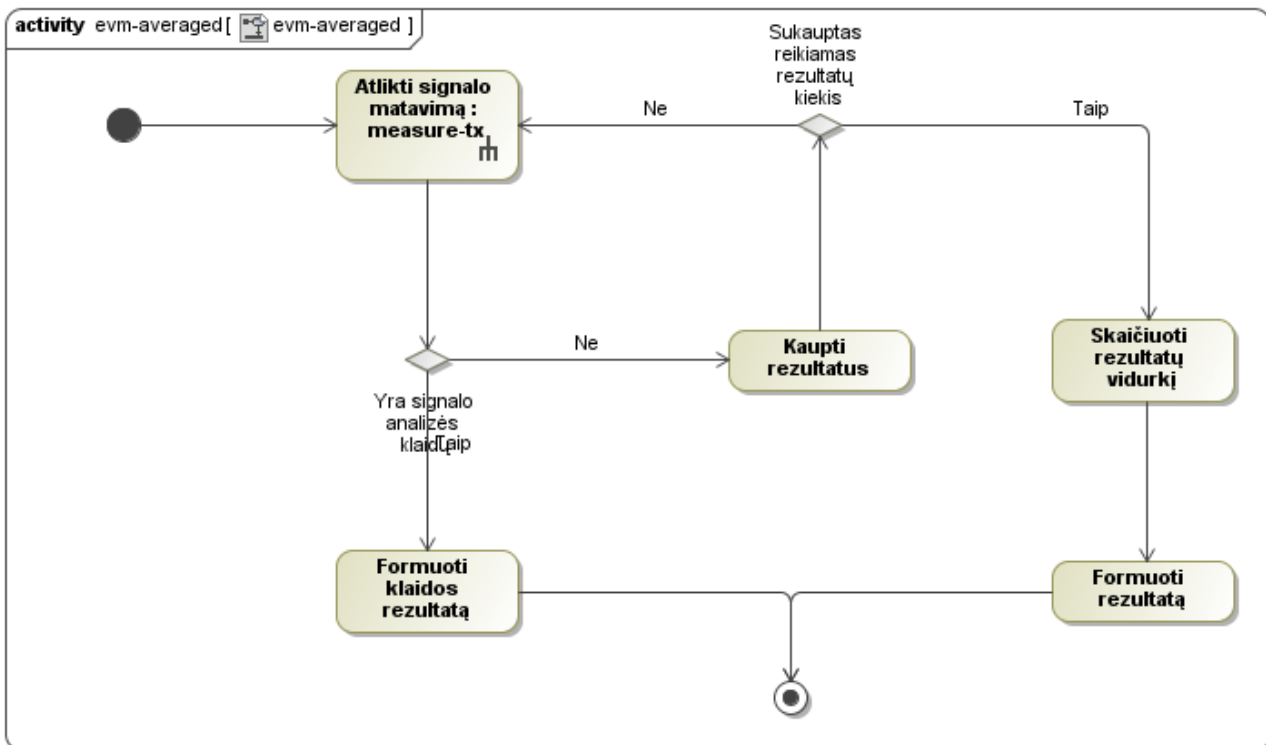 activity evm-averaged [ evm-averaged ]
Sukauptas
reikiamas
rezultatų
kiekis
Atlikti signalo
matavimą :
measure-tx
Ne
Taip
Ne
Kaupti
rezultatus
Skaičiuoti
rezultatų
vidurkį
Yra signalo
analizės
klaidų
Taip
Formuoti
klaidos
rezultatą
Formuoti
rezultatą